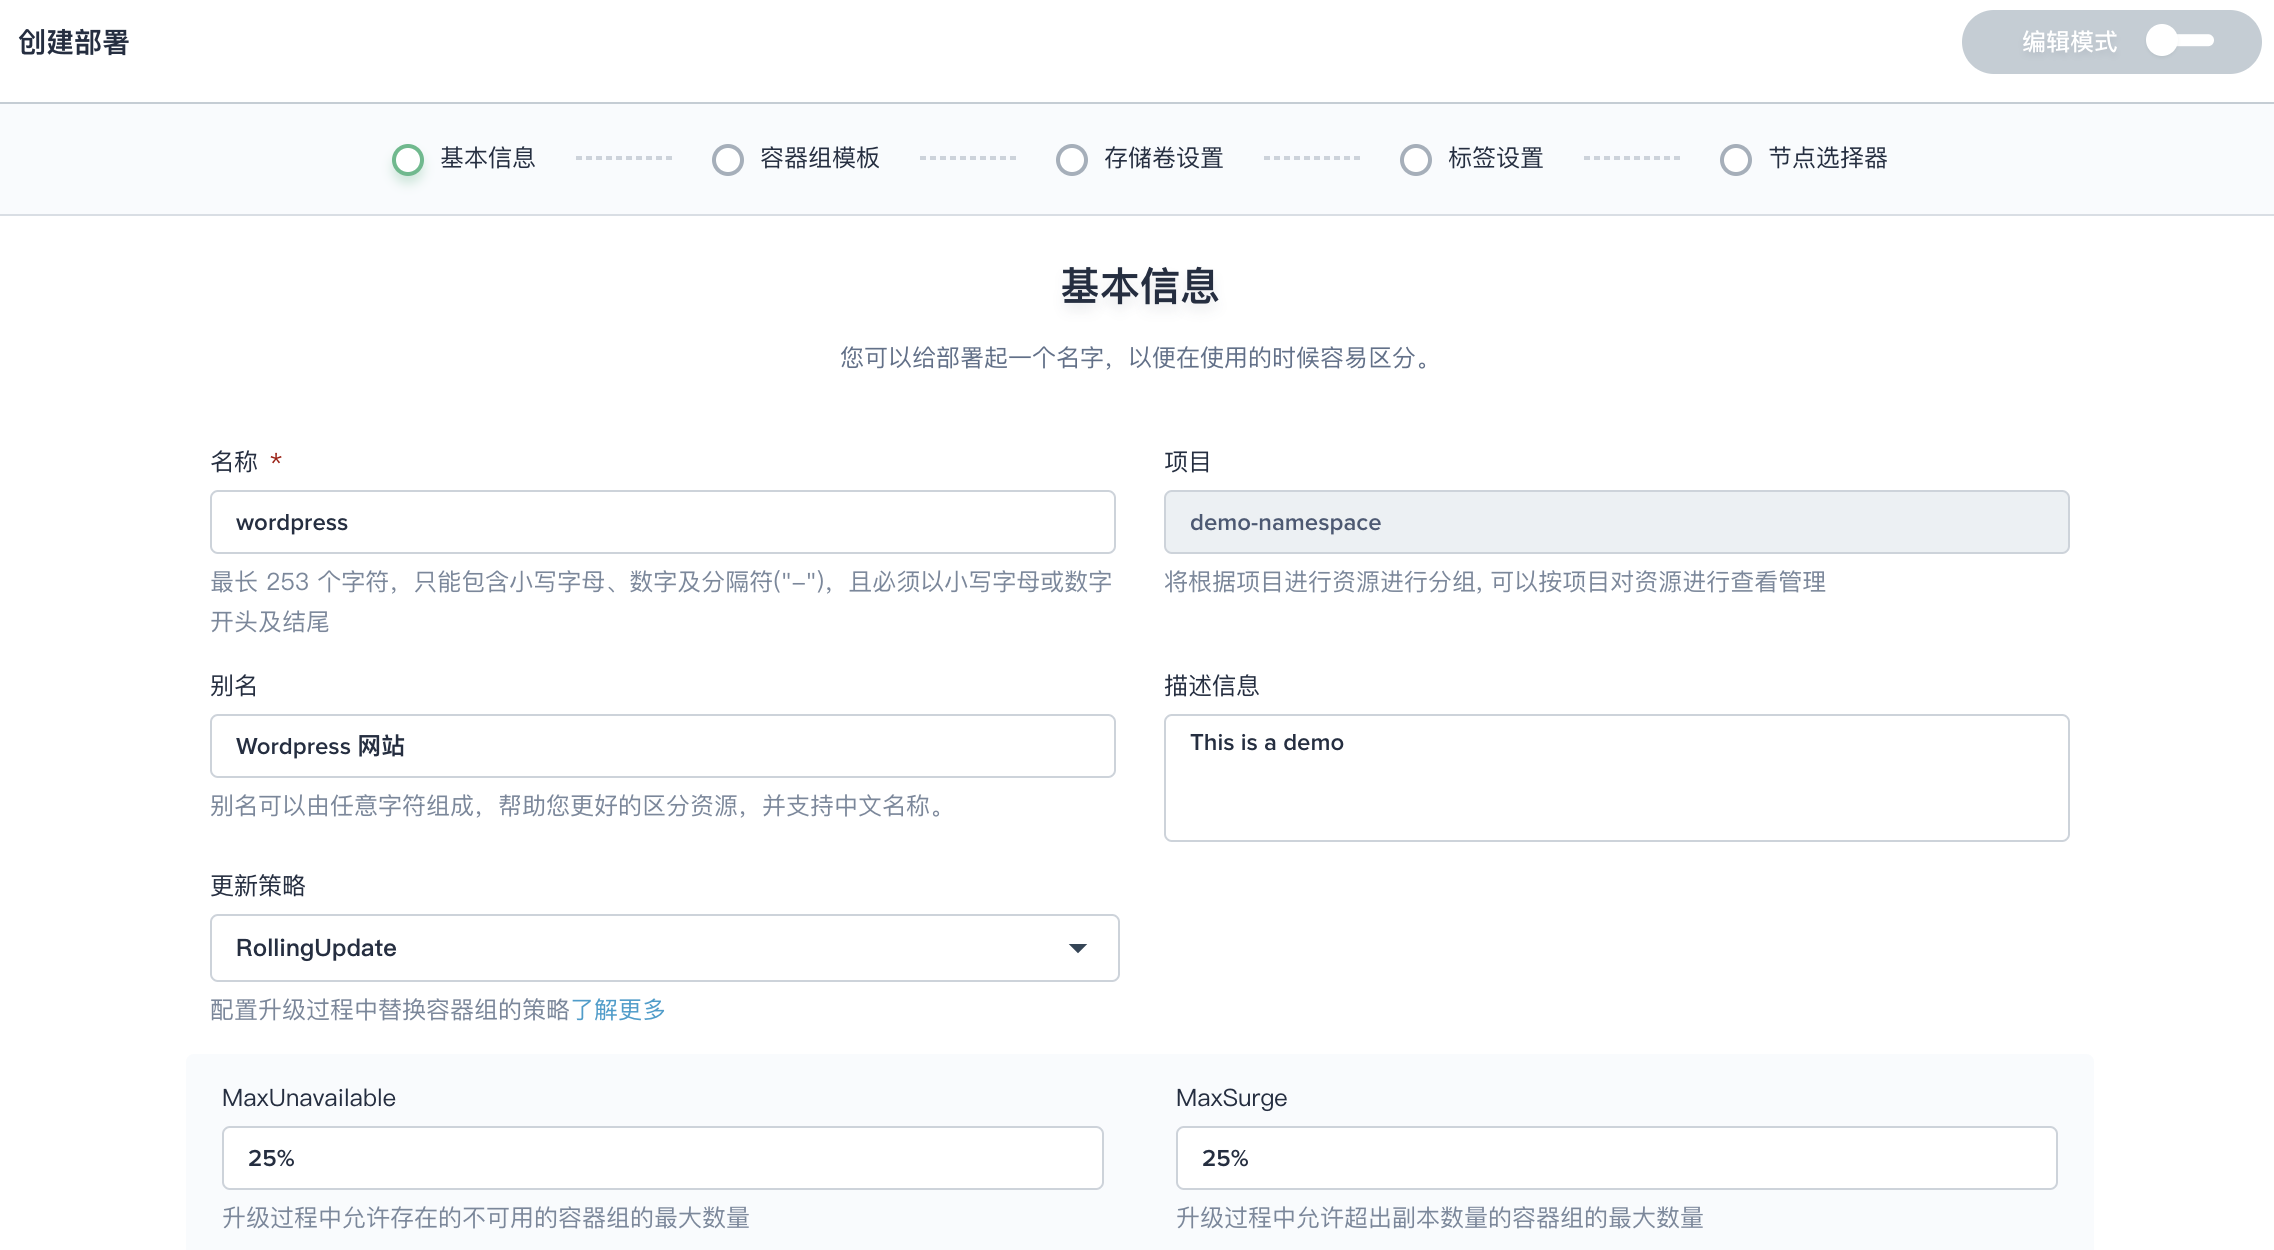 创建部署
编辑模式
基本信息
容器组模板
存储卷设置
标签设置
节点选择器
基本信息
您可以给部署起一个名字，以便在使用的时候容易区分。
名称 *
项目
wordpress
demo-namespace
最长 253 个字符，只能包含小写字母、数字及分隔符("-")，且必须以小写字母或数字
开头及结尾
将根据项目进行资源进行分组, 可以按项目对资源进行查看管理
别名
描述信息
Wordpress 网站
This is a demo
别名可以由任意字符组成，帮助您更好的区分资源，并支持中文名称。
更新策略
RollingUpdate
配置升级过程中替换容器组的策略了解更多
MaxUnavailable
MaxSurge
25%
25%
升级过程中允许存在的不可用的容器组的最大数量
升级过程中允许超出副本数量的容器组的最大数量